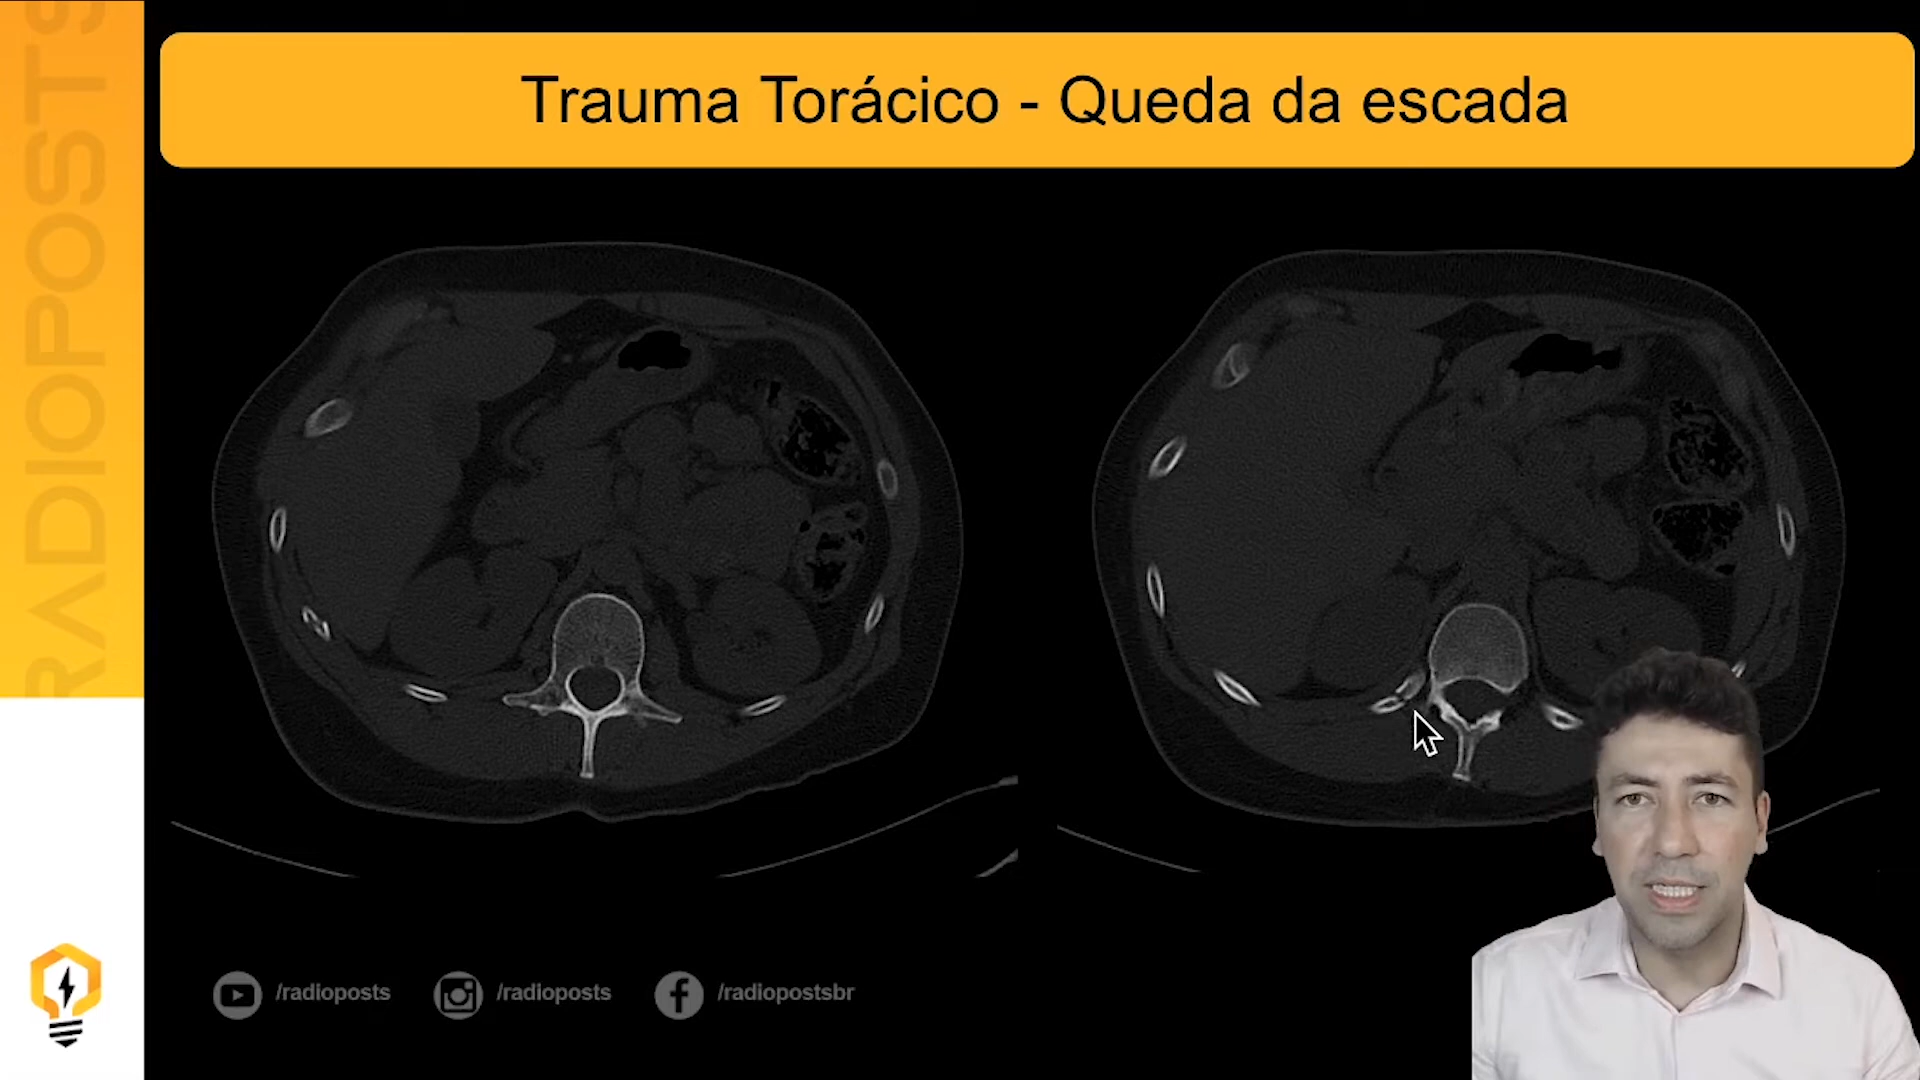 RADIOPOSTS
Trauma Torácico - Queda da escada
/radioposts
/radioposts
/radiopostsbr